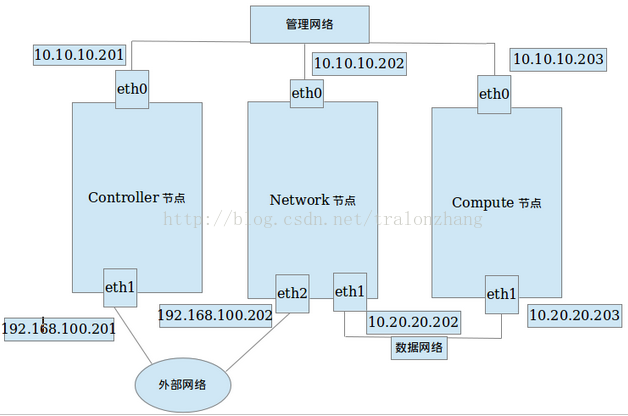 管理网络
10.10.10.201
10.10.10.202
10.10.10.203
eth0
eth0
eth0
Controller 节点
Network 节点
Compute 节点
http://blog.csdn.net/tralonzhang
eth1
eth2
eth1
eth1
192.168.100.201
192.168.100.202
10.20.20.202
10.20.20.203
数据网络
外部网络